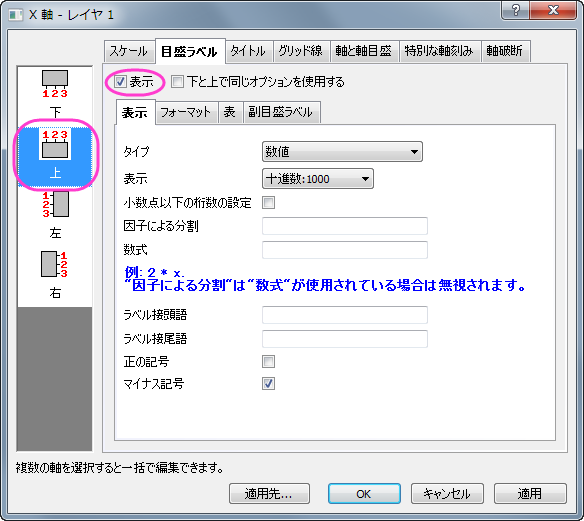 X 軸 - レイヤ 1
スケール 目盛ラベル タイトル グリッド線 軸と軸目盛 特別な軸刻み 軸破断
表示 下と上で同じオプションを使用する
123
下
123
上
1
2
3
左
1
2
3
右
表示 フォーマット 表 副目盛ラベル
タイプ 数値
表示 十進数:1000
小数点以下の桁数の設定
因子による分割
数式
例: 2 * x.
"因子による分割"は"数式"が使用されている場合は無視されます。
ラベル接頭語
ラベル接尾語
正の記号
マイナス記号
複数の軸を選択すると一括で編集できます。
適用先... OK キャンセル 適用